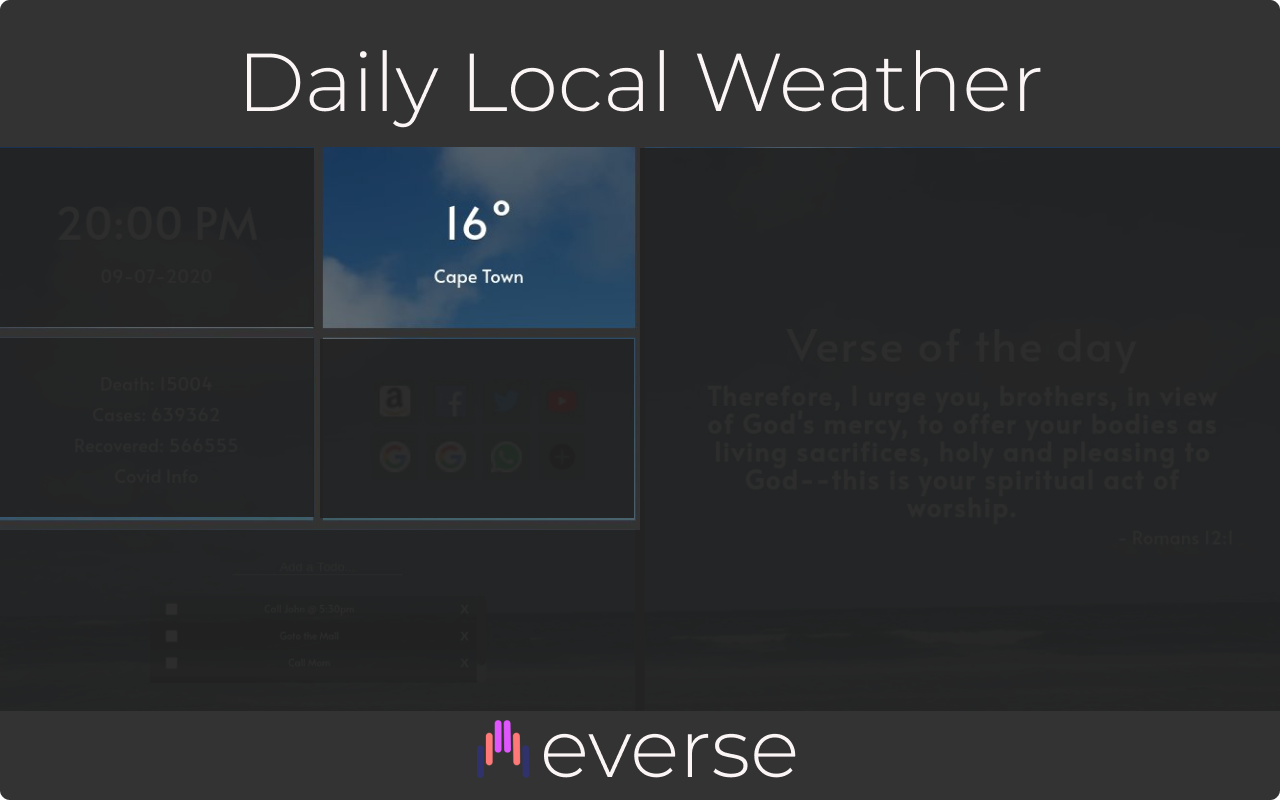 Daily Local Weather
20:00 PM
09-07-2020
16°
Cape Town
Death: 15004
Cases: 639362
Recovered: 566555
Covid Info
Verse of the day
Therefore, I urge you, brothers, in view
of God's mercy, to offer your bodies as
living sacrifices, holy and pleasing to
God--this is your spiritual act of
worship.
- Romans 12:1
Add a Task...
Call John @ 5:30pm X
Goto the Mall X
Call Mom X
everse